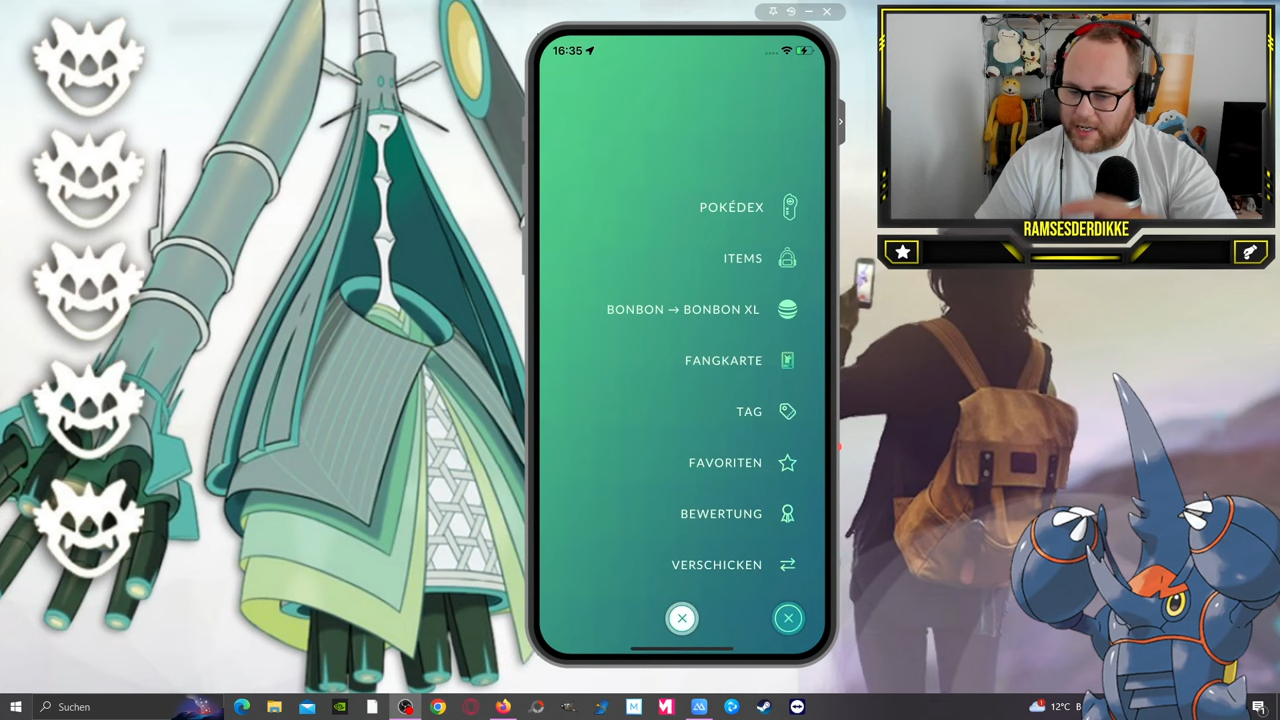 16:35
POKÉDEX
ITEMS
BONBON → BONBON XL
FANGKARTE
TAG
FAVORITEN
BEWERTUNG
VERSCHICKEN
RAMSESDERDIKKE
Suchen
12°C B